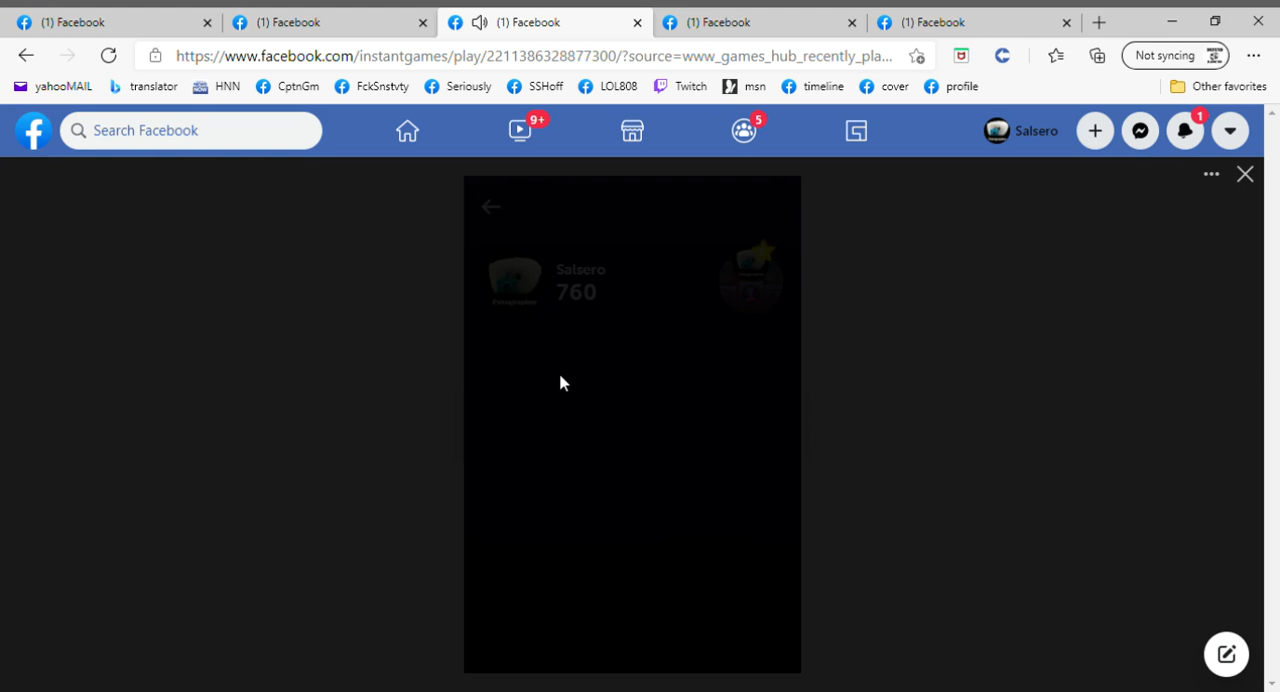 (1) Facebook
(1) Facebook
(1) Facebook
(1) Facebook
(1) Facebook
https://www.facebook.com/instantgames/play/2211386328877300/?source=www_games_hub_recently_pla...
Not syncing
yahooMAIL
translator
HNN
CptnGm
FckSnstvty
Seriously
SSHoff
LOL808
Twitch
msn
timeline
cover
profile
Other favorites
Search Facebook
9+
5
Salsero
1
Salsero
760